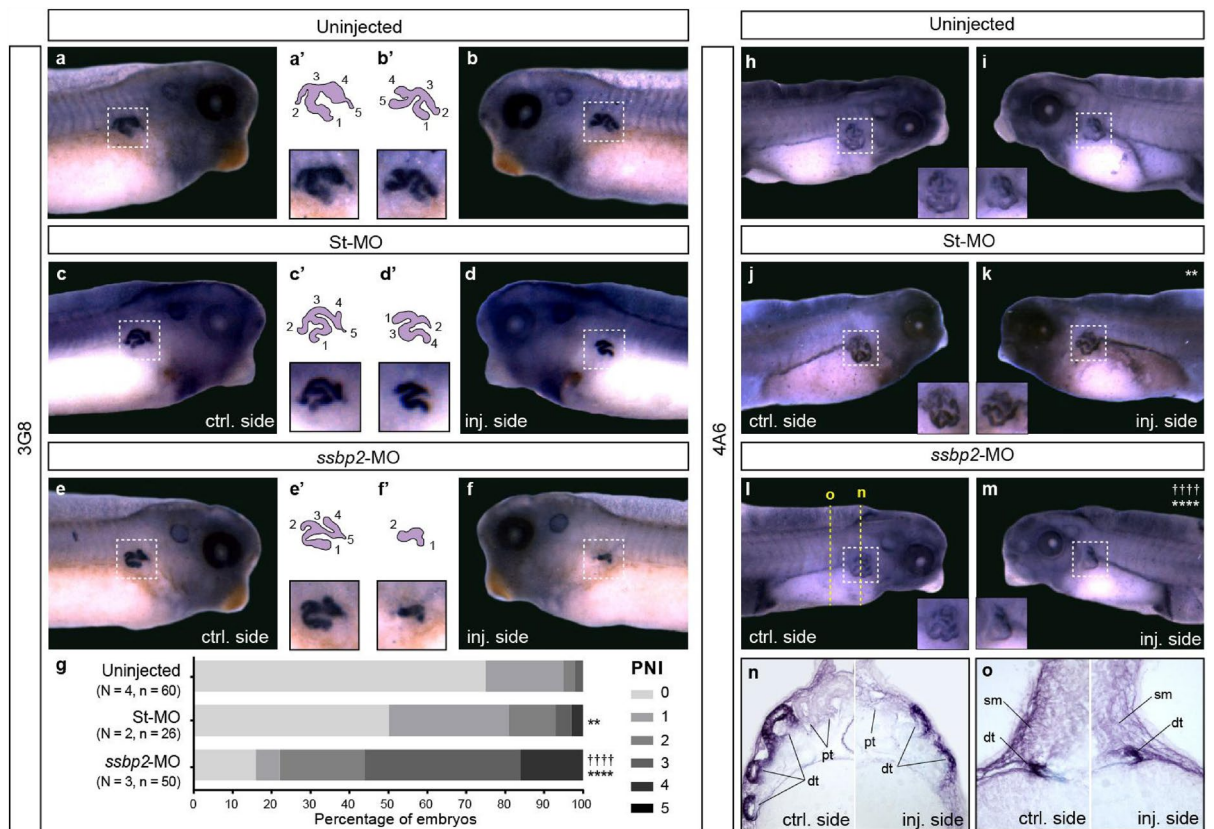 Uninjected
3G8
a
a’
3
4
2
5
1
b’
4
3
5
2
1
b
St-MO
c
ctrl. side
c’
3
4
2
5
1
d’
1
2
3
4
d
inj. side
ssbp2-MO
e
ctrl. side
e’
2
3
4
5
1
f’
2
1
f
inj. side
g
Uninjected
(N = 4, n = 60)
St-MO
(N = 2, n = 26)
**
ssbp2-MO
(N = 3, n = 50)
††††
****
0 10 20 30 40 50 60 70 80 90 100
Percentage of embryos
PNI
0
1
2
3
4
5
Uninjected
4A6
h
i
St-MO
j
ctrl. side
k
**
inj. side
ssbp2-MO
l
o
n
ctrl. side
m
††††
****
inj. side
n
pt
pt
dt
dt
ctrl. side
inj. side
o
sm
sm
dt
dt
ctrl. side
inj. side